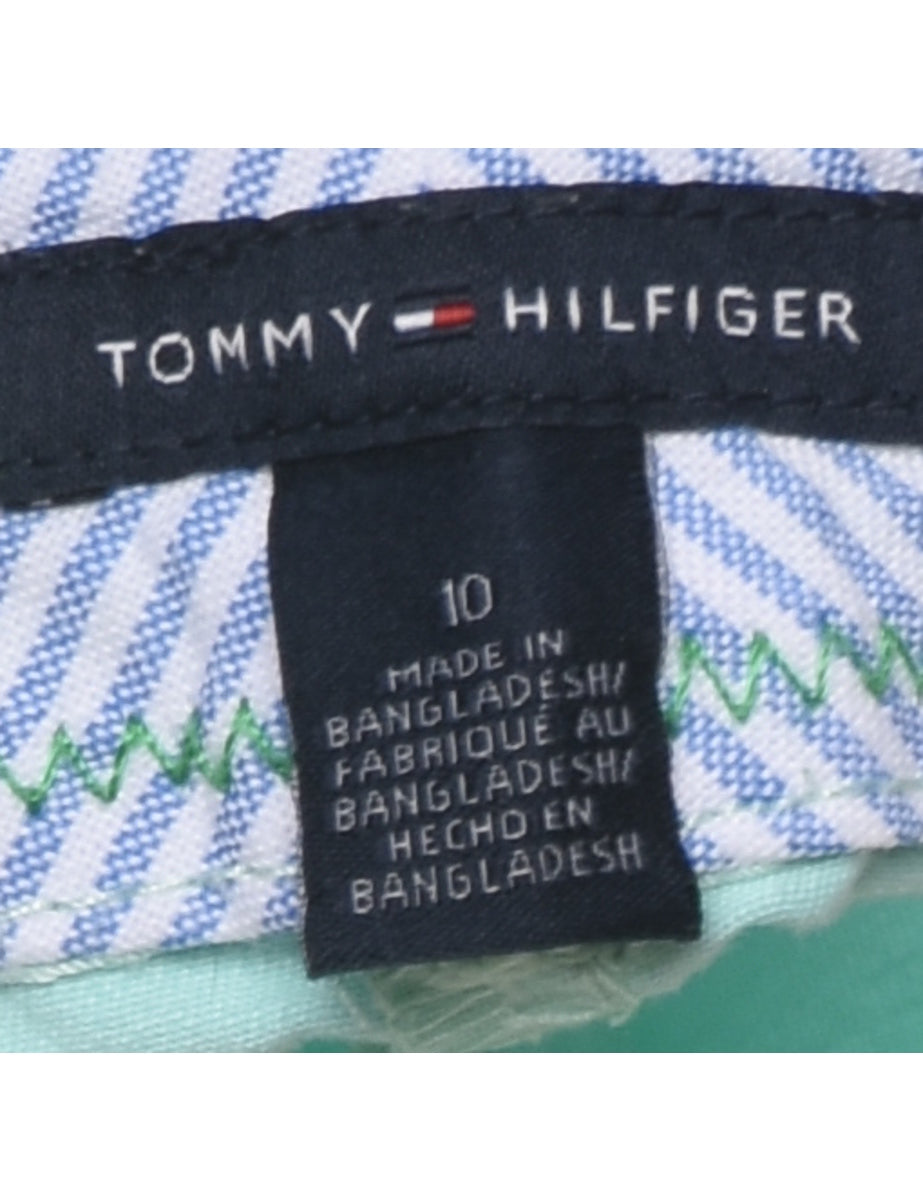 TOMMY HILFIGER
10
MADE IN
BANGLADESH/
FABRIQUÉ AU
BANGLADESH/
HECHO EN
BANGLADESH